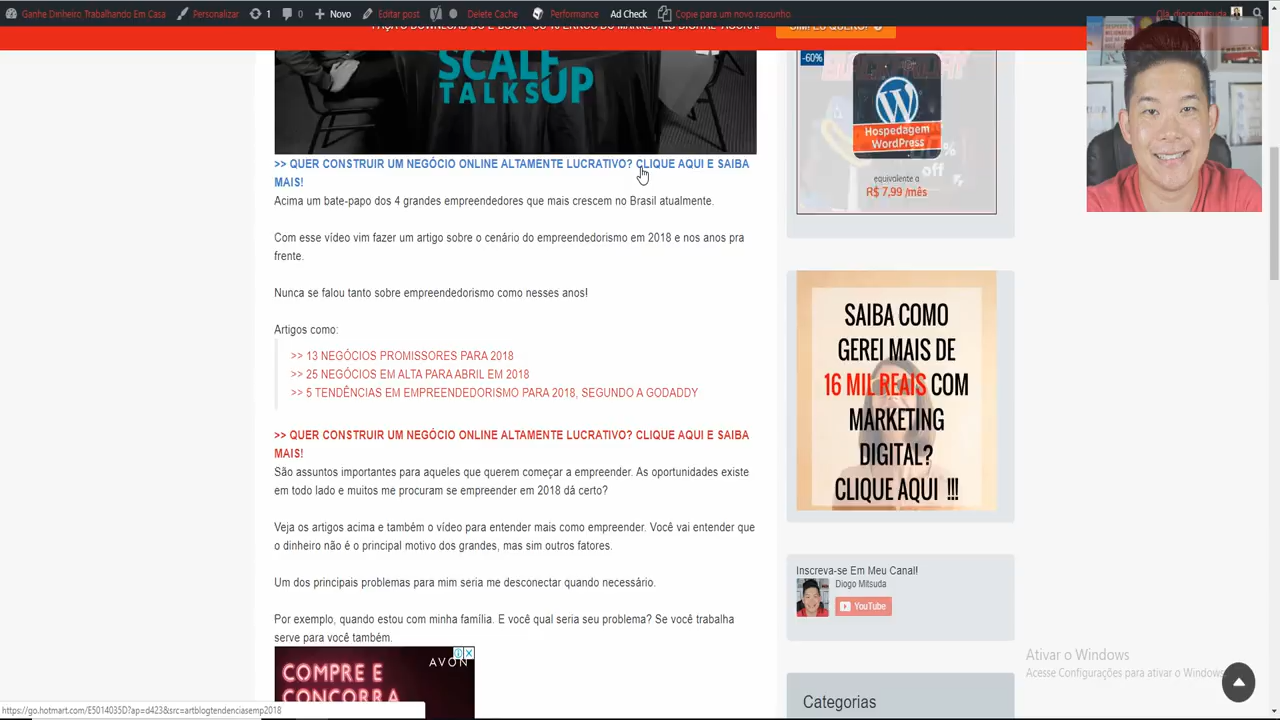 Ganhe Dinheiro Trabalhando Em Casa Personalizar 1 0 Novo Editar post Delete Cache Performance Ad Check Copie para um novo rascunho Olá, diogomitsuda
SIM! EU QUERO!
SCALE
TALKS UP
>> QUER CONSTRUIR UM NEGÓCIO ONLINE ALTAMENTE LUCRATIVO? CLIQUE AQUI E SAIBA
MAIS!
Acima um bate-papo dos 4 grandes empreendedores que mais crescem no Brasil atualmente.
Com esse vídeo vim fazer um artigo sobre o cenário do empreendedorismo em 2018 e nos anos pra
frente.
Nunca se falou tanto sobre empreendedorismo como nesses anos!
Artigos como:
>> 13 NEGÓCIOS PROMISSORES PARA 2018
>> 25 NEGÓCIOS EM ALTA PARA ABRIL EM 2018
>> 5 TENDÊNCIAS EM EMPREENDEDORISMO PARA 2018, SEGUNDO A GODADDY
>> QUER CONSTRUIR UM NEGÓCIO ONLINE ALTAMENTE LUCRATIVO? CLIQUE AQUI E SAIBA
MAIS!
São assuntos importantes para aqueles que querem começar a empreender. As oportunidades existe
em todo lado e muitos me procuram se empreender em 2018 dá certo?
Veja os artigos acima e também o vídeo para entender mais como empreender. Você vai entender que
o dinheiro não é o principal motivo dos grandes, mas sim outros fatores.
Um dos principais problemas para mim seria me desconectar quando necessário.
Por exemplo, quando estou com minha família. E você qual seria seu problema? Se você trabalha
serve para você também.
COMPRE E
CONCORRA
AVON
-60%
Hospedagem
WordPress
off
equivalente a
R$ 7,99 /mês
SAIBA COMO
GEREI MAIS DE
16 MIL REAIS COM
MARKETING
DIGITAL?
CLIQUE AQUI !!!
Inscreva-se Em Meu Canal!
Diogo Mitsuda
YouTube
Categorias
Ativar o Windows
Acesse Configurações para ativar o Windows.
https://go.hotmart.com/E5014035D?ap=d423&src=artblogtendenciasemp2018